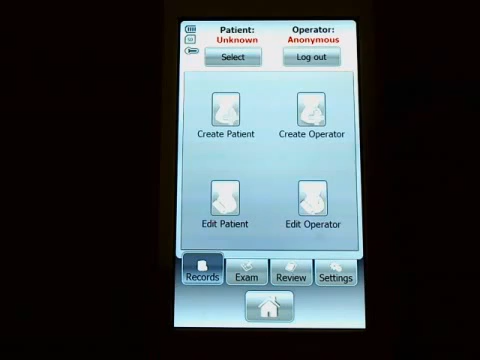 Patient: Operator:
Unknown Anonymous
Select Log out
Create Patient Create Operator
Edit Patient Edit Operator
Records Exam Review Settings